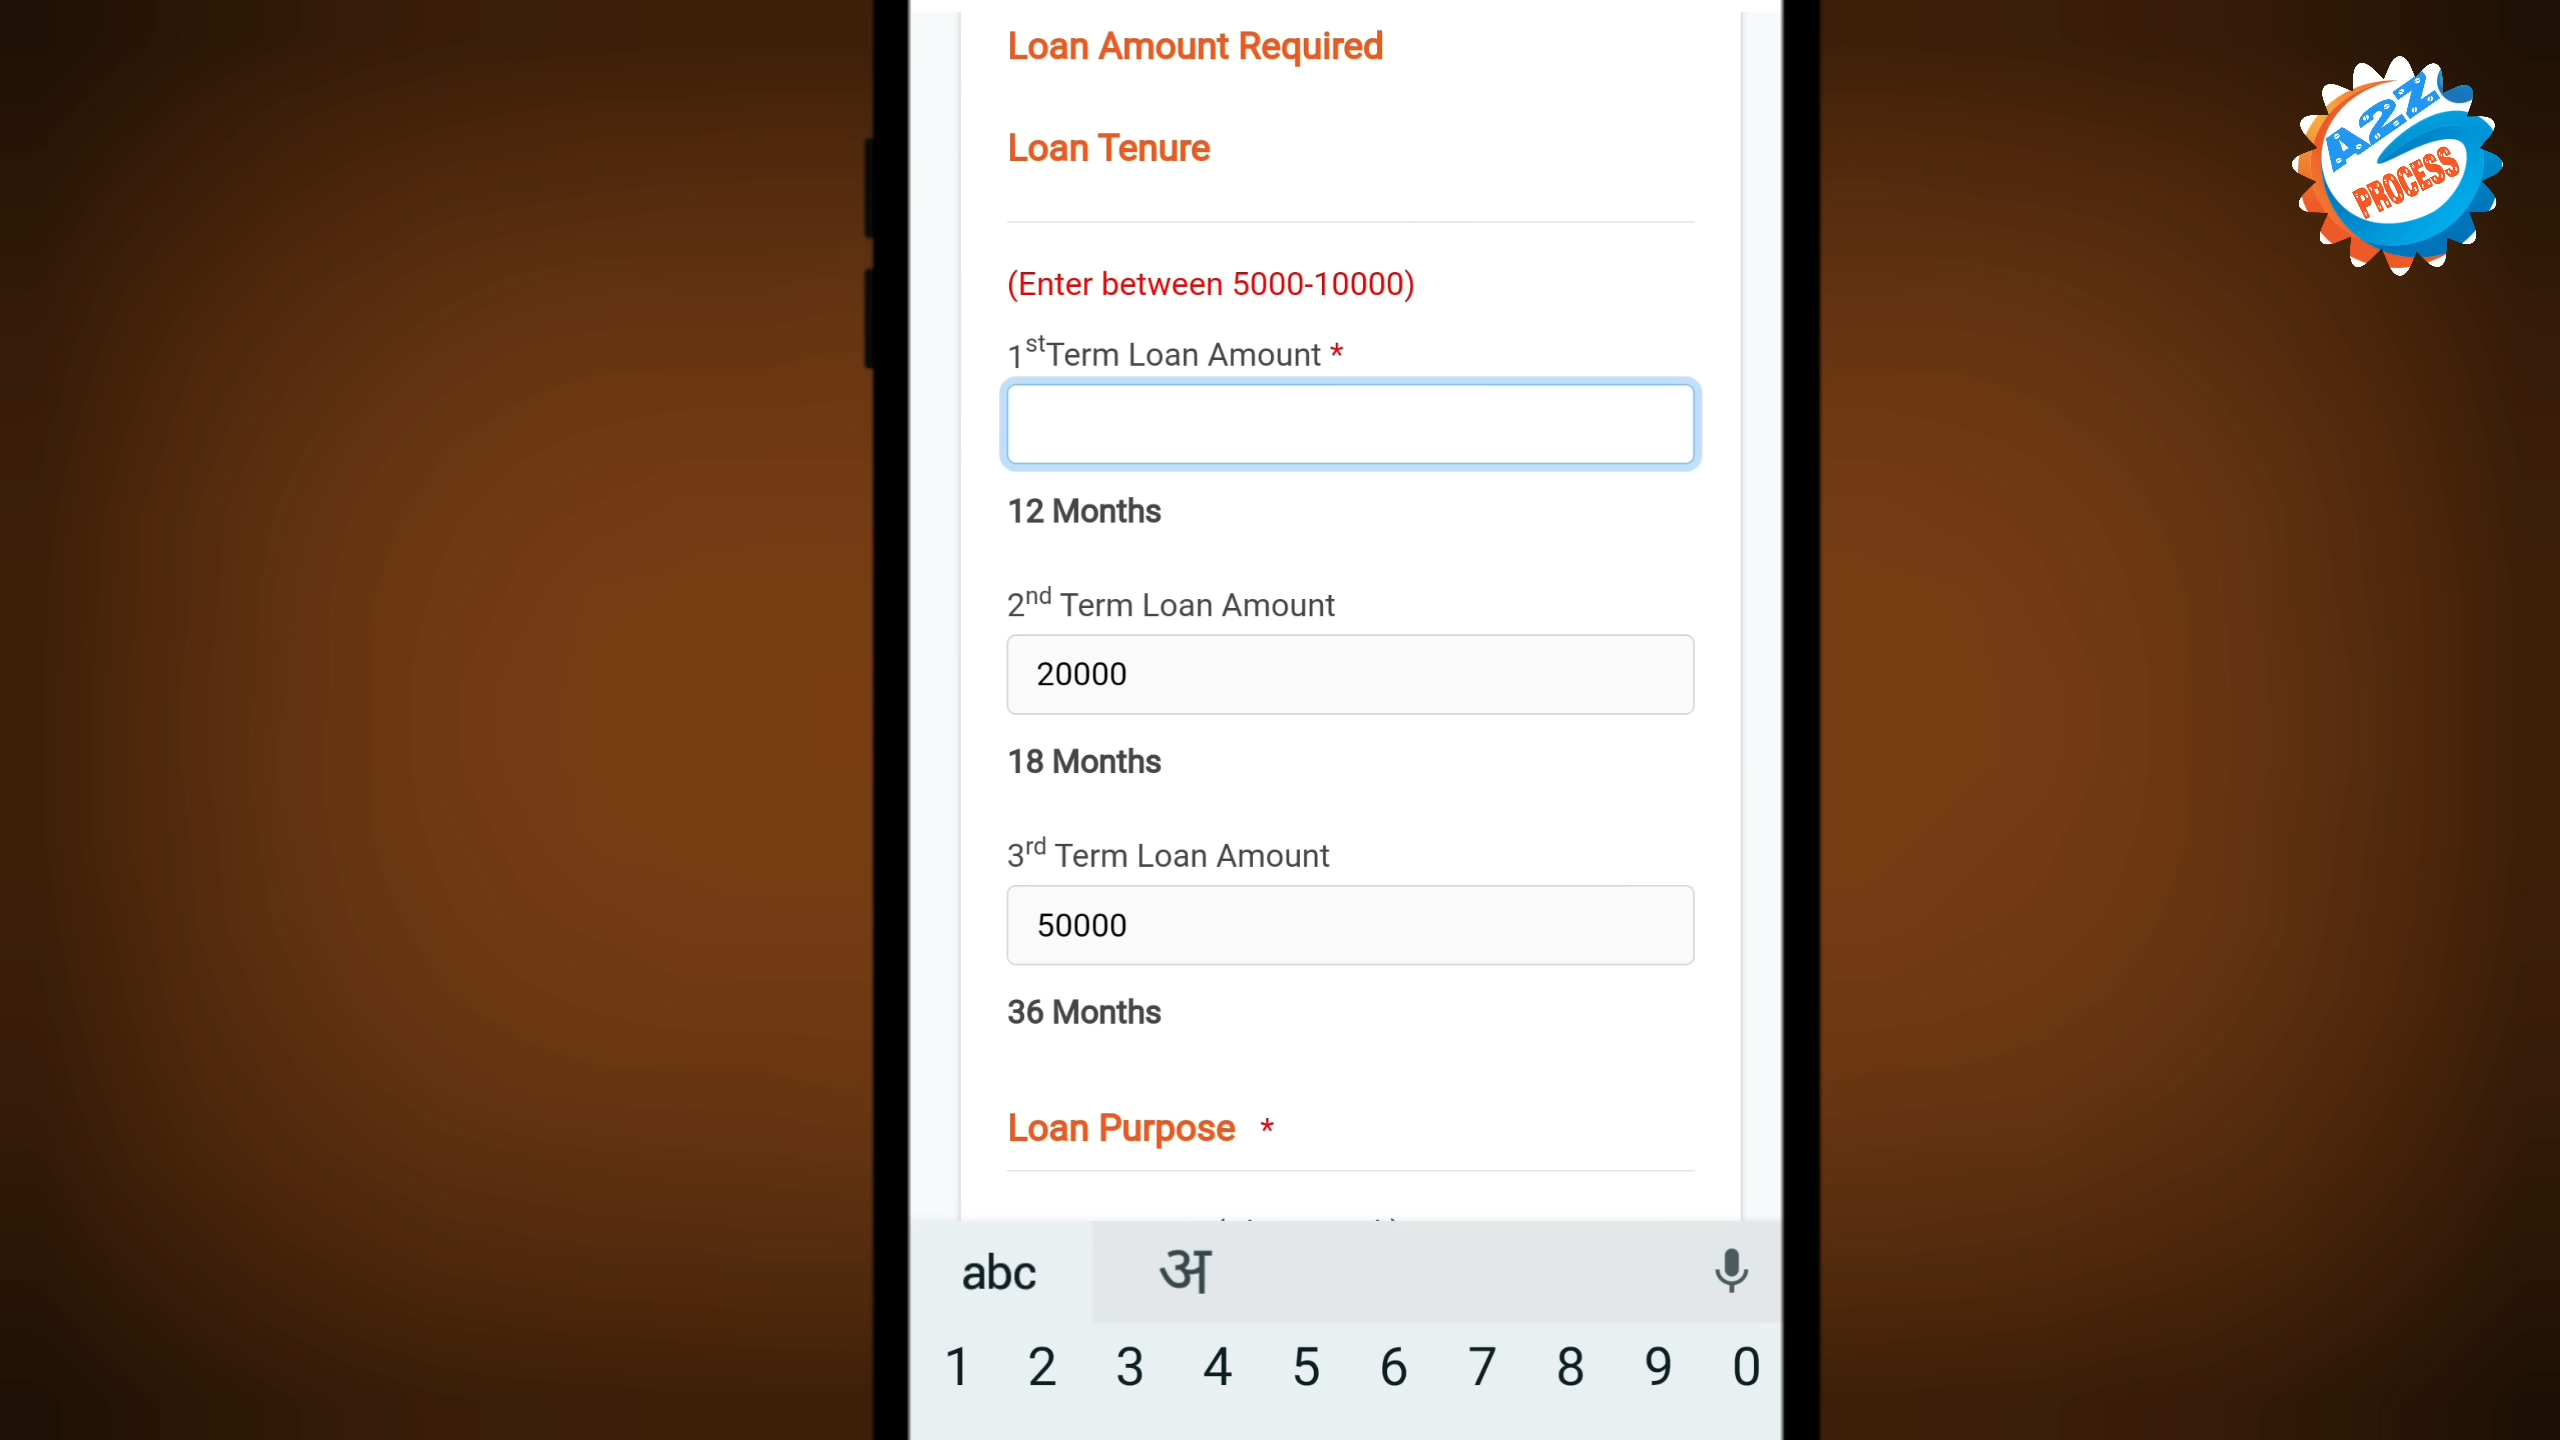 Loan Amount Required
Loan Tenure
(Enter between 5000-10000)
1stTerm Loan Amount *
12 Months
2nd Term Loan Amount
20000
18 Months
3rd Term Loan Amount
50000
36 Months
Loan Purpose *
abc अ
1 2 3 4 5 6 7 8 9 0
A2Z
PROCESS